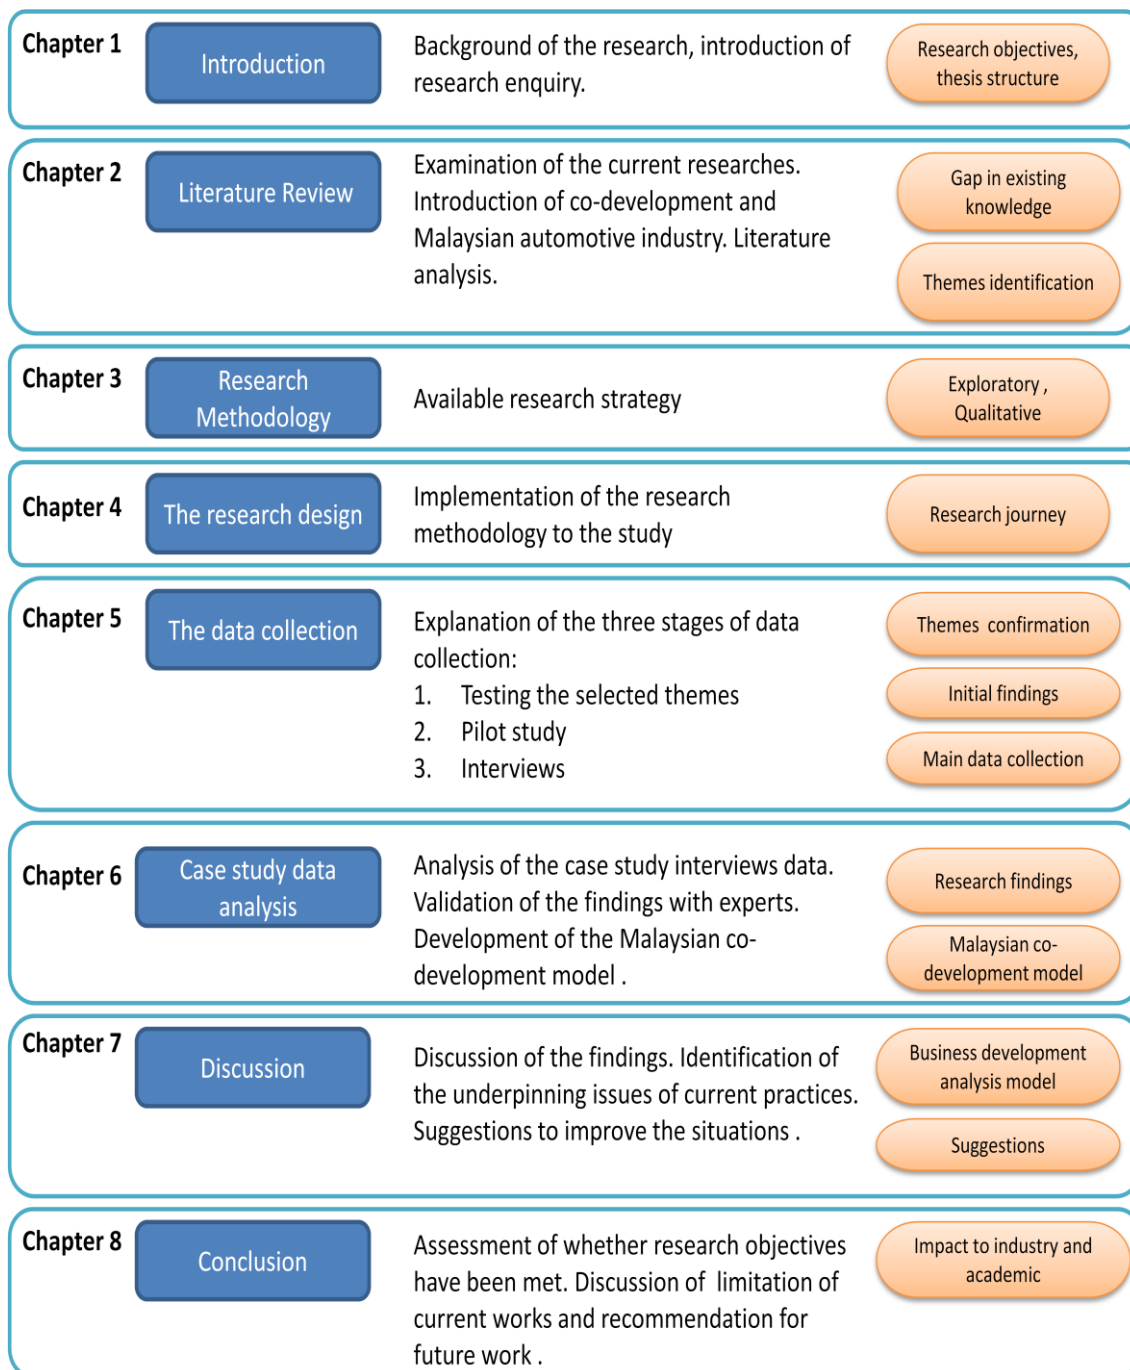 Chapter 1
Introduction
Background of the research, introduction of
research enquiry.
Research objectives,
thesis structure
Chapter 2
Literature Review
Examination of the current researches.
Introduction of co-development and
Malaysian automotive industry. Literature
analysis.
Gap in existing
knowledge
Themes identification
Chapter 3
Research
Methodology
Available research strategy
Exploratory ,
Qualitative
Chapter 4
The research design
Implementation of the research
methodology to the study
Research journey
Chapter 5
The data collection
Explanation of the three stages of data
collection:
1. Testing the selected themes
2. Pilot study
3. Interviews
Themes confirmation
Initial findings
Main data collection
Chapter 6
Case study data
analysis
Analysis of the case study interviews data.
Validation of the findings with experts.
Development of the Malaysian co-
development model .
Research findings
Malaysian co-
development model
Chapter 7
Discussion
Discussion of the findings. Identification of
the underpinning issues of current practices.
Suggestions to improve the situations .
Business development
analysis model
Suggestions
Chapter 8
Conclusion
Assessment of whether research objectives
have been met. Discussion of limitation of
current works and recommendation for
future work .
Impact to industry and
academic